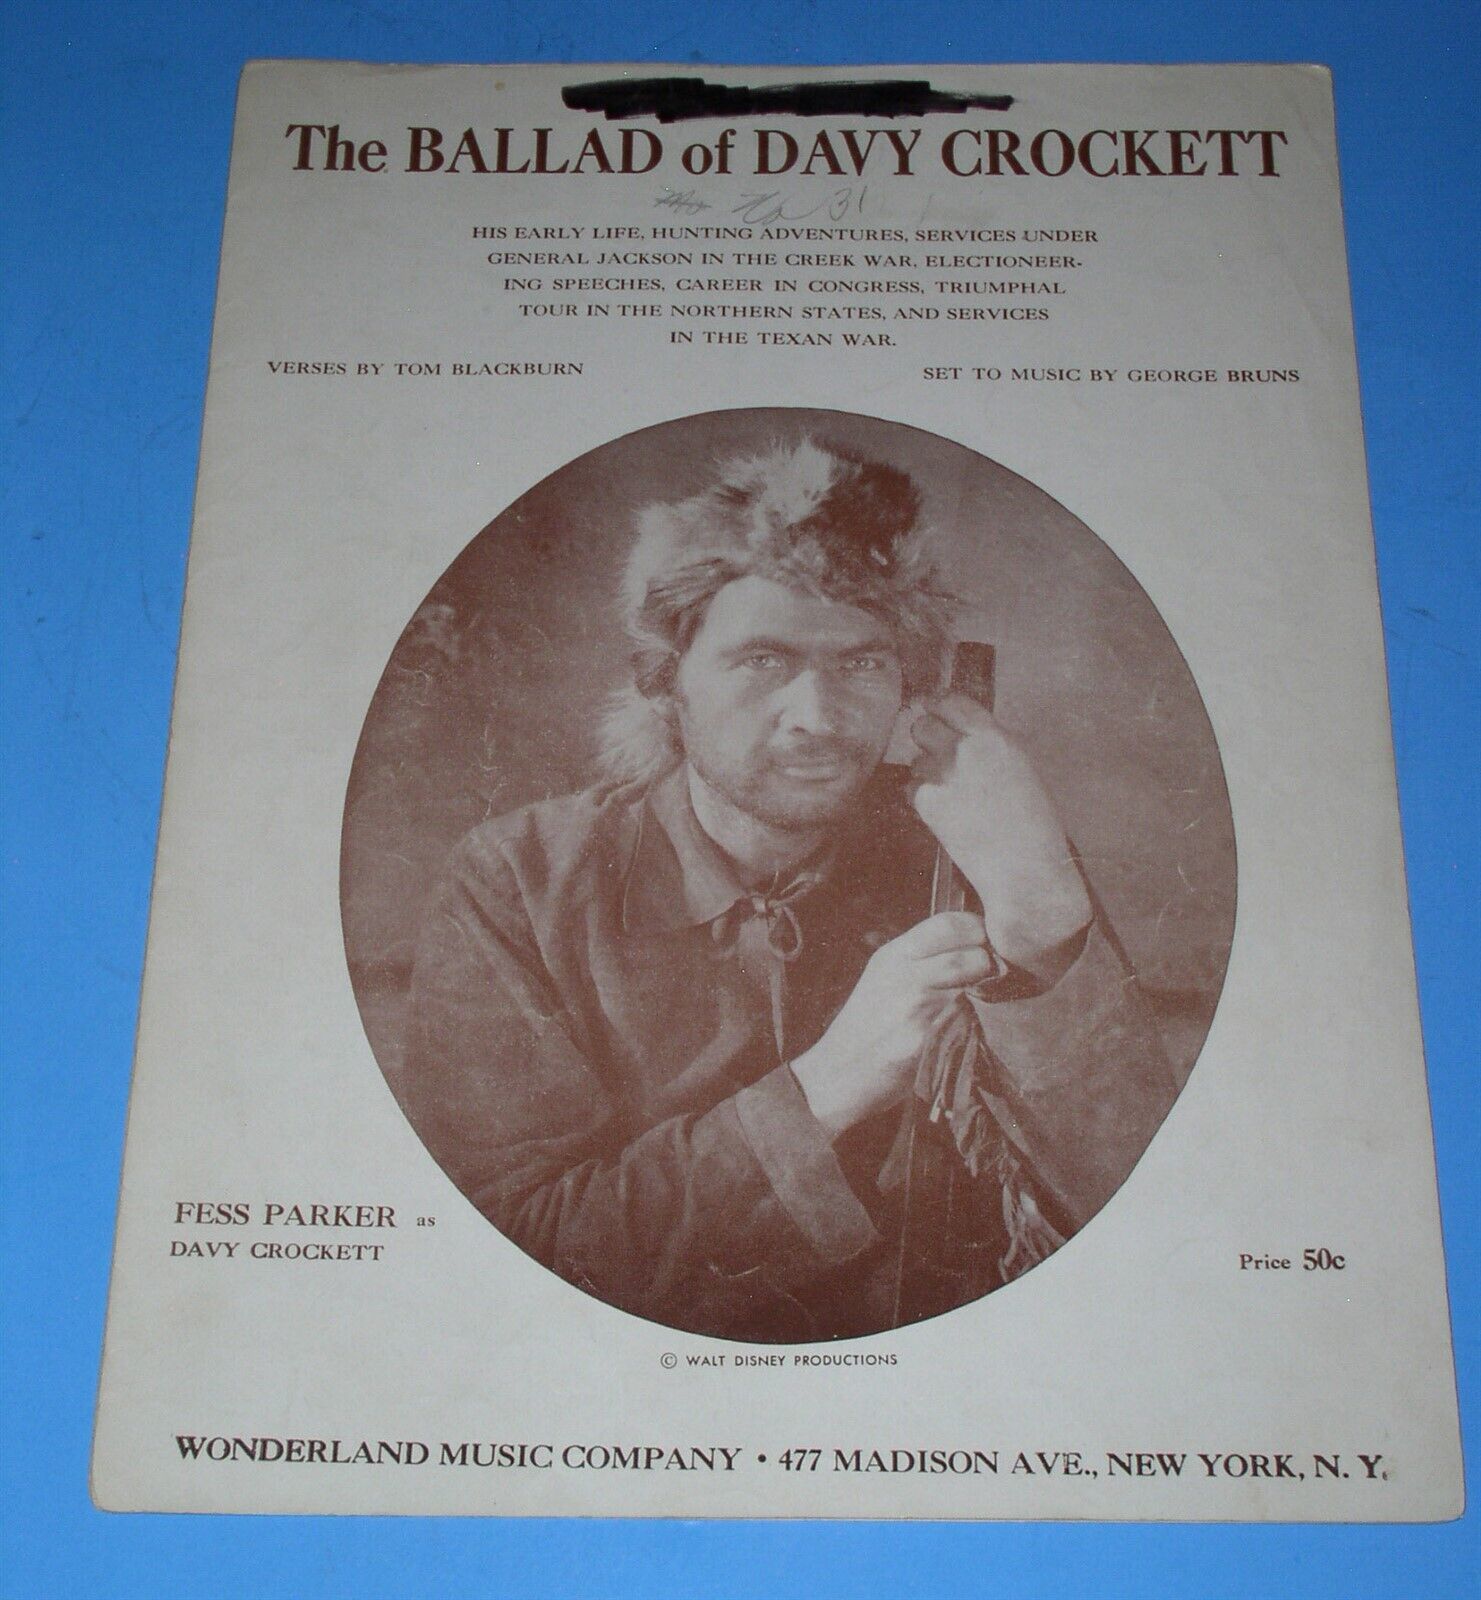 The BALLAD of DAVY CROCKETT
31
HIS EARLY LIFE, HUNTING ADVENTURES, SERVICES UNDER
GENERAL JACKSON IN THE CREEK WAR, ELECTIONEER-
ING SPEECHES, CAREER IN CONGRESS, TRIUMPHAL
TOUR IN THE NORTHERN STATES, AND SERVICES
IN THE TEXAN WAR.
VERSES BY TOM BLACKBURN
SET TO MUSIC BY GEORGE BRUNS
FESS PARKER as
DAVY CROCKETT
Price 50c
© WALT DISNEY PRODUCTIONS
WONDERLAND MUSIC COMPANY • 477 MADISON AVE., NEW YORK, N. Y.